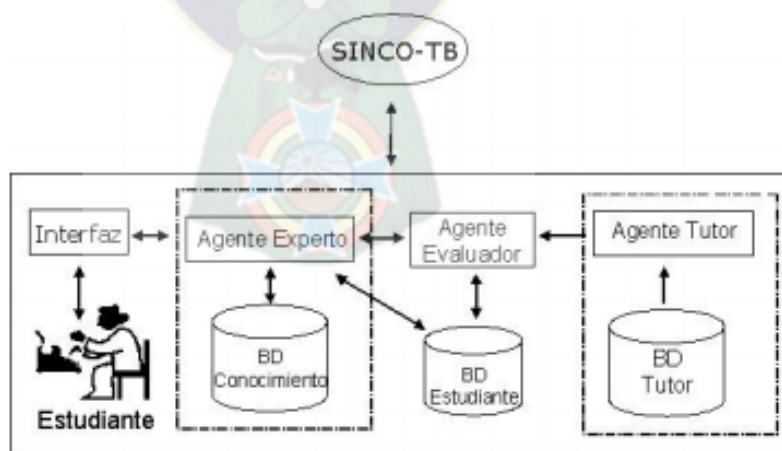 SINCO-TB
Interfaz
Agente Experto
Agente
Evaluador
Agente Tutor
BD
Conocimiento
BD
Estudiante
BD
Tutor
Estudiante